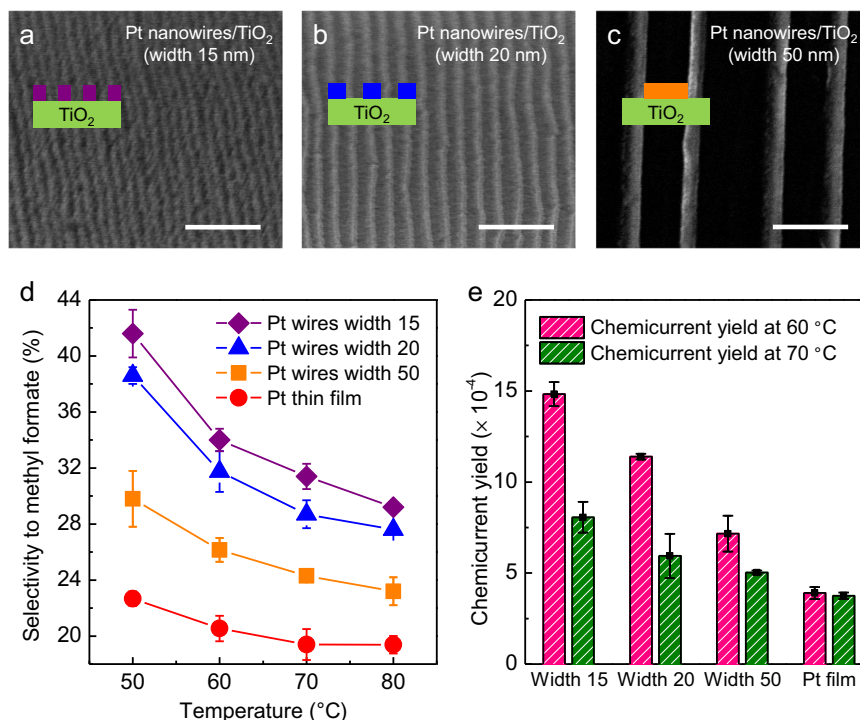 a
Pt nanowires/TiO₂
(width 15 nm)
TiO₂
b
Pt nanowires/TiO₂
(width 20 nm)
TiO₂
c
Pt nanowires/TiO₂
(width 50 nm)
TiO₂
d
Selectivity to methyl formate (%)
44
40
36
32
28
24
20
Pt wires width 15
Pt wires width 20
Pt wires width 50
Pt thin film
50
60
70
80
Temperature (°C)
e
Chemicurrent yield (× 10⁻⁴)
20
15
10
5
0
Chemicurrent yield at 60 °C
Chemicurrent yield at 70 °C
Width 15
Width 20
Width 50
Pt film